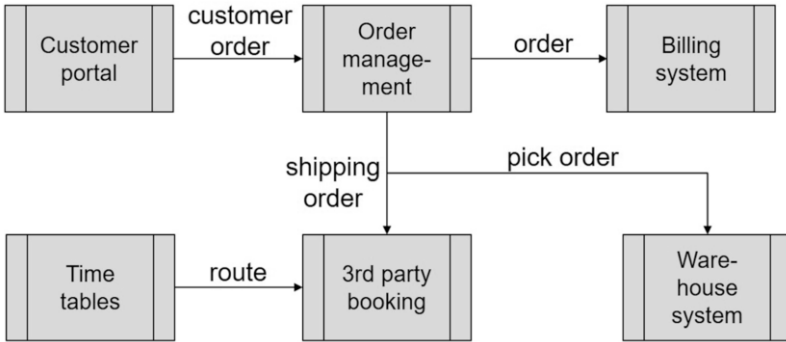 Customer
portal
customer
order
Order
manage-
ment
order
Billing
system
shipping
order
pick order
Time
tables
route
3rd party
booking
Ware-
house
system